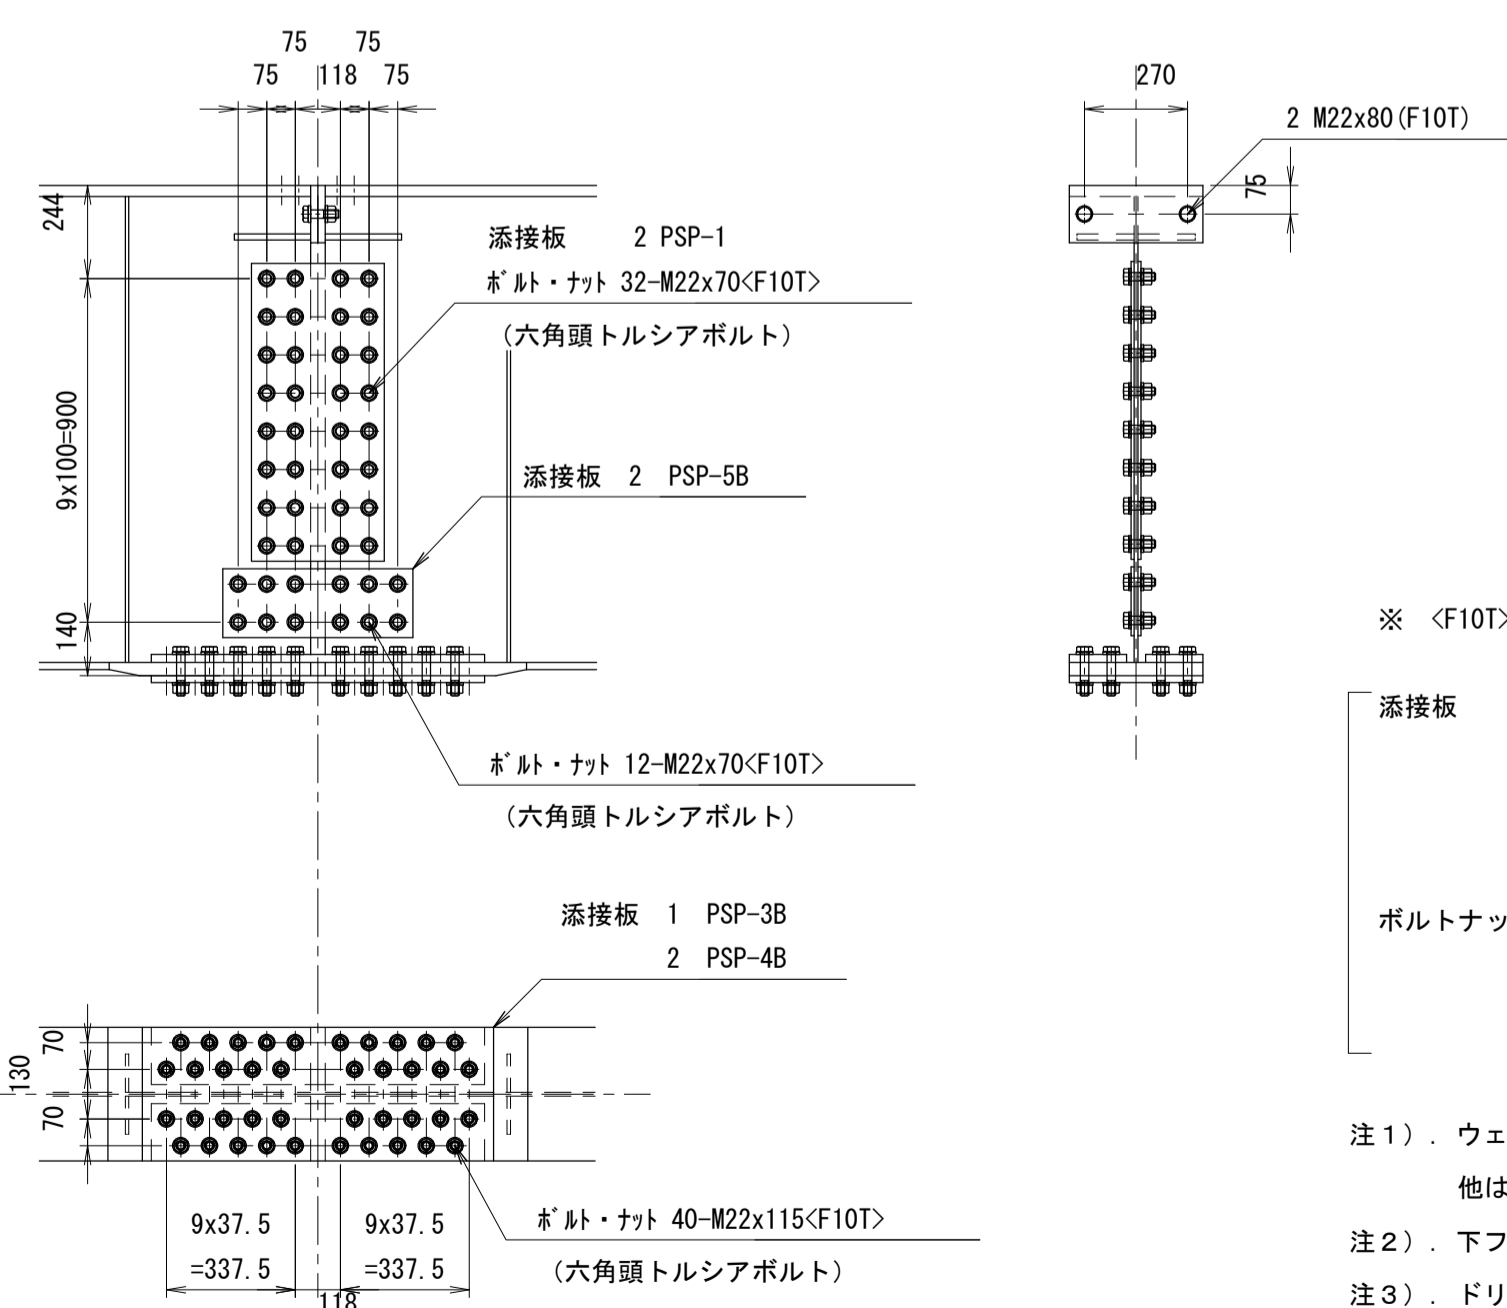 75 75
75 118 75
270
2 M22x80(F10T)
75
244
添接板 2 PSP-1
ボルト・ナット 32-M22x70<F10T>
(六角頭トルシアボルト)
9x100=900
添接板 2 PSP-5B
140
※ <F10T>
添接板
ボルト・ナット 12-M22x70<F10T>
(六角頭トルシアボルト)
添接板 1 PSP-3B
2 PSP-4B
ボルトナッ
70
130
70
注1). ウェ
他は
9x37.5 9x37.5
=337.5 =337.5
118
ボルト・ナット 40-M22x115<F10T>
(六角頭トルシアボルト)
注2). 下フ
注3). ドリ